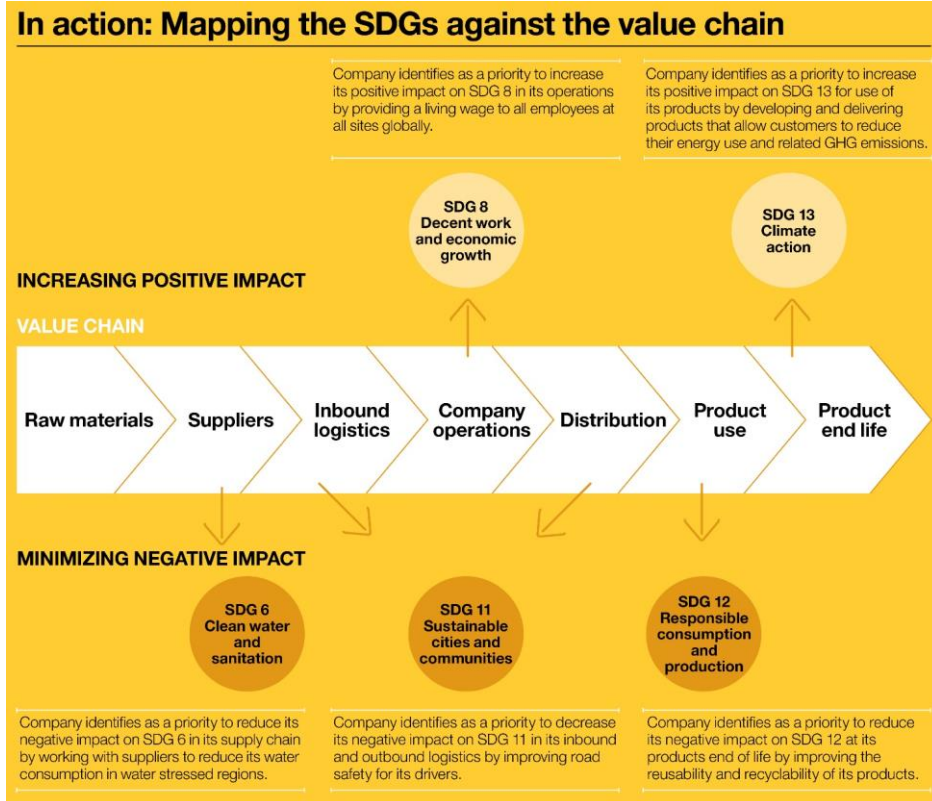 In action: Mapping the SDGs against the value chain
Company identifies as a priority to increase
its positive impact on SDG 8 in its operations
by providing a living wage to all employees at
all sites globally.
Company identifies as a priority to increase
its positive impact on SDG 13 for use of
its products by developing and delivering
products that allow customers to reduce
their energy use and related GHG emissions.
SDG 8
Decent work
and economic
growth
SDG 13
Climate
action
INCREASING POSITIVE IMPACT
VALUE CHAIN
Raw materials
Suppliers
Inbound
logistics
Company
operations
Distribution
Product
use
Product
end life
MINIMIZING NEGATIVE IMPACT
SDG 6
Clean water
and
sanitation
SDG 11
Sustainable
cities and
communities
SDG 12
Responsible
consumption
and
production
Company identifies as a priority to reduce its
negative impact on SDG 6 in its supply chain
by working with suppliers to reduce its water
consumption in water stressed regions.
Company identifies as a priority to decrease
its negative impact on SDG 11 in its inbound
and outbound logistics by improving road
safety for its drivers.
Company identifies as a priority to reduce
its negative impact on SDG 12 at its
products end of life by improving the
reusability and recyclability of its products.